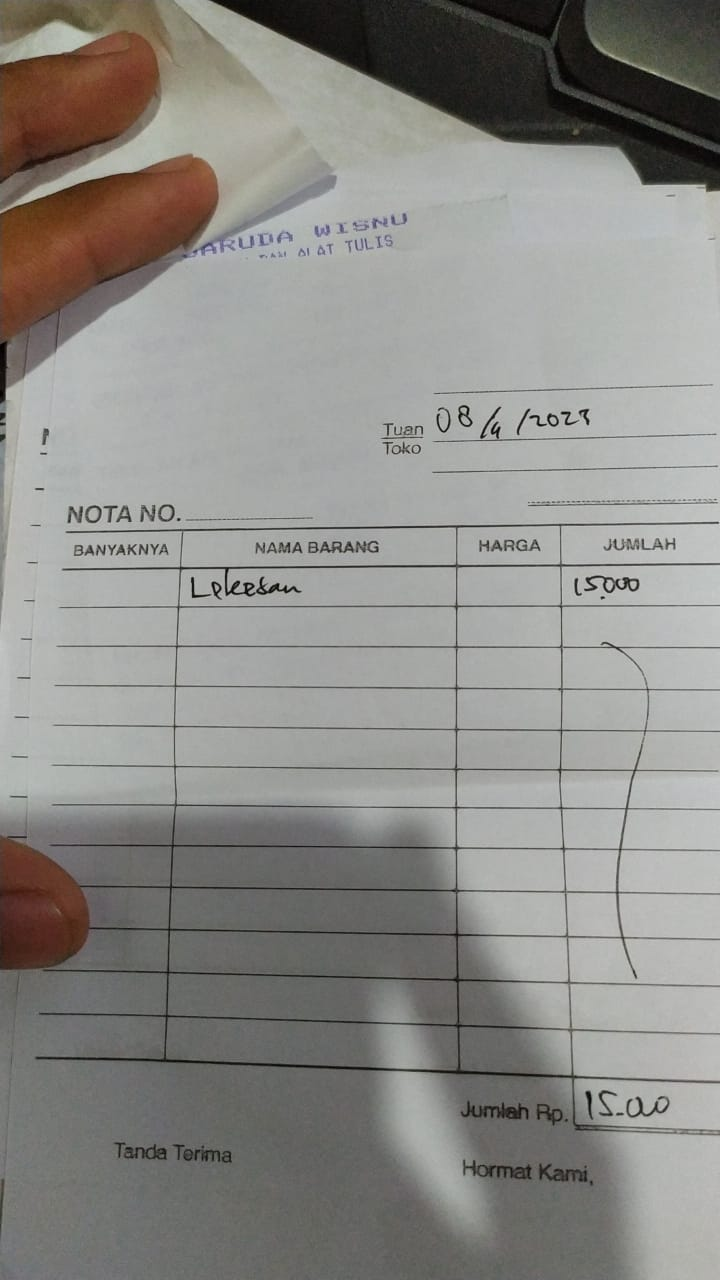 GARUDA WISNU
DAN ALAT TULIS
08/4/2023
Tuan
Toko
NOTA NO.
BANYAKNYA NAMA BARANG HARGA JUMLAH
15.000
Jumlah Rp. 15.000
Tanda Terima
Hormat Kami,